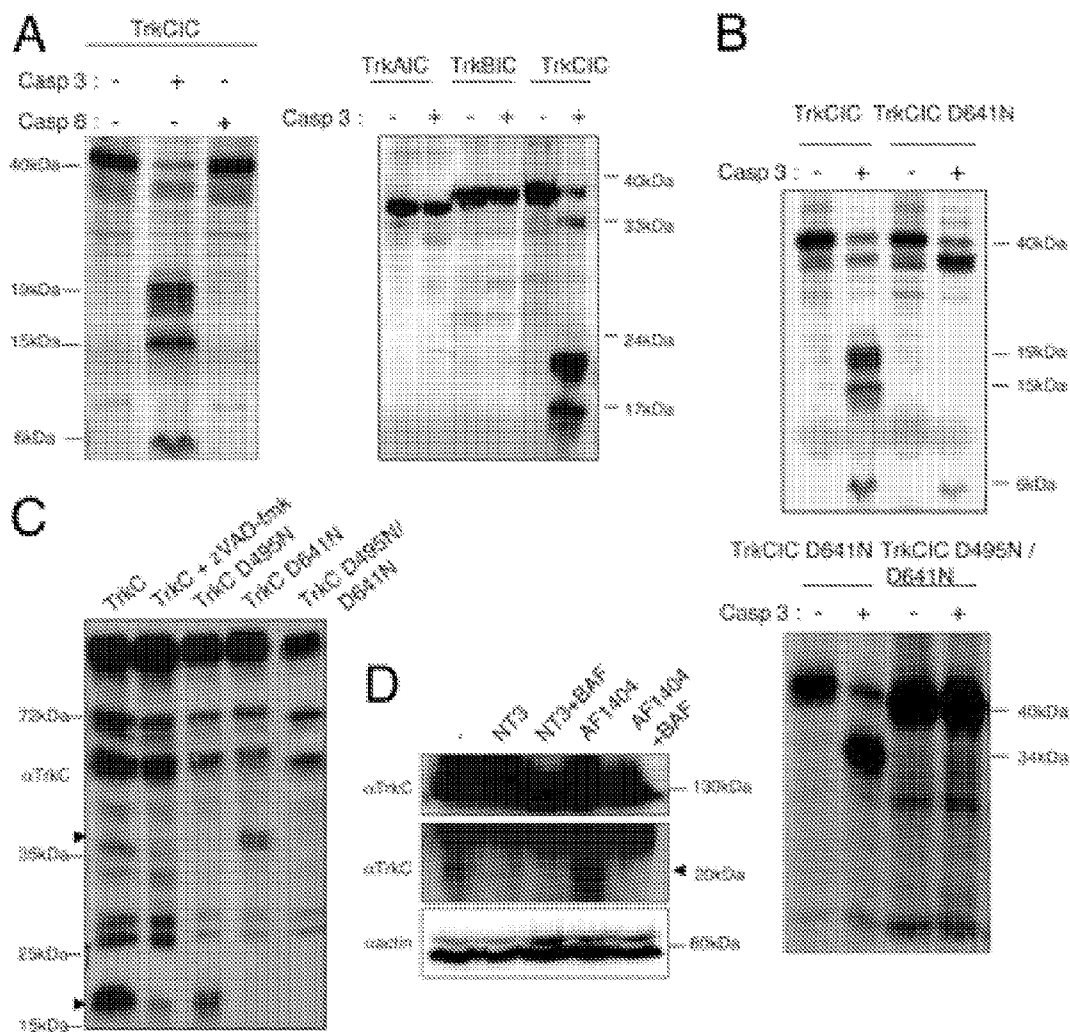 A
TrkCIC
Casp 3 : - + -
Casp 8 : - - +
40kDa
19kDa
15kDa
6kDa
TrkAIC TrkBIC TrkCIC
Casp 3 : - + - + - +
40kDa
33kDa
24kDa
17kDa
B
TrkCIC TrkCIC D641N
Casp 3 : - + - +
40kDa
19kDa
15kDa
6kDa
TrkCIC D641N TrkCIC D495N /
D641N
Casp 3 : - + - +
40kDa
34kDa
C
TrkC
TrkC + zVAD-fmk
TrkC D495N
TrkC D641N
TrkC D495N/
D641N
72kDa
αTrkC
35kDa
25kDa
15kDa
D
-
NT3
NT3+BAF
AF1404
AF1404
+BAF
αTrkC
130kDa
αTrkC
20kDa
αactin